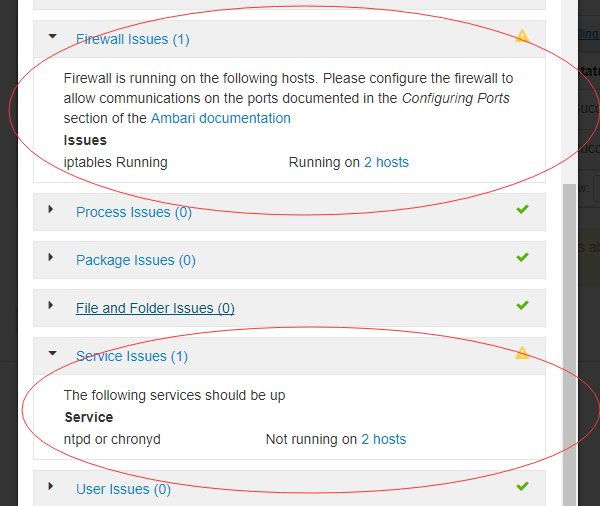 Firewall Issues (1)
Firewall is running on the following hosts. Please configure the firewall to
allow communications on the ports documented in the Configuring Ports
section of the Ambari documentation
Issues
iptables Running Running on 2 hosts
Process Issues (0)
Package Issues (0)
File and Folder Issues (0)
Service Issues (1)
The following services should be up
Service
ntpd or chronyd Not running on 2 hosts
User Issues (0)